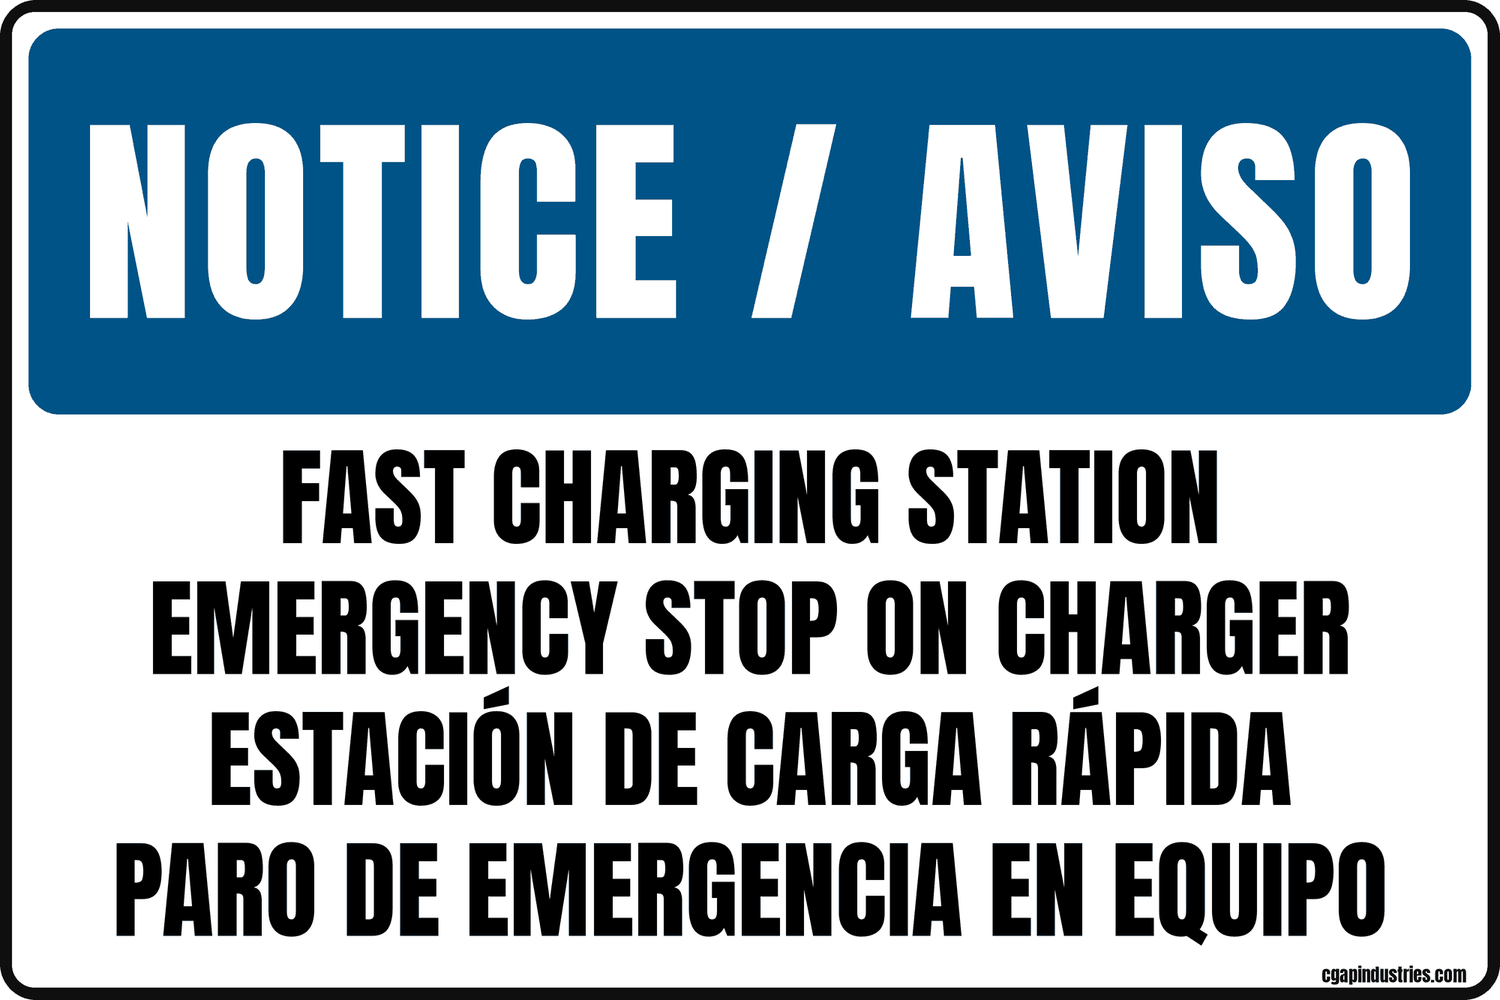 NOTICE / AVISO
FAST CHARGING STATION
EMERGENCY STOP ON CHARGER
ESTACIÓN DE CARGA RÁPIDA
PARO DE EMERGENCIA EN EQUIPO
cgapindustries.com